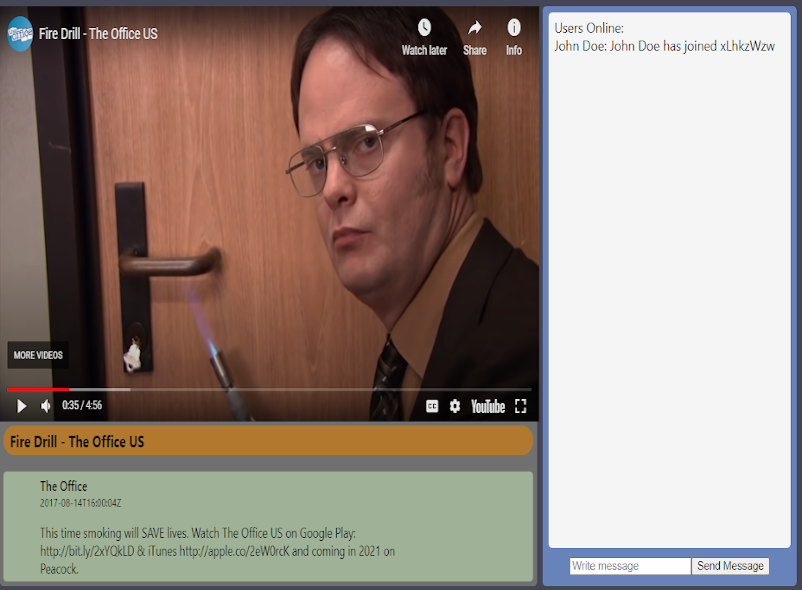 Fire Drill - The Office US
Watch later
Share
Info
MORE VIDEOS
0:35 / 4:56
CC
YouTube
Fire Drill - The Office US
The Office
2017-08-14T16:00:04Z
This time smoking will SAVE lives. Watch The Office US on Google Play:
http://bit.ly/2xYQkLD & iTunes http://apple.co/2eW0rcK and coming in 2021 on
Peacock.
Users Online:
John Doe: John Doe has joined xLhkzWzw
Write message
Send Message